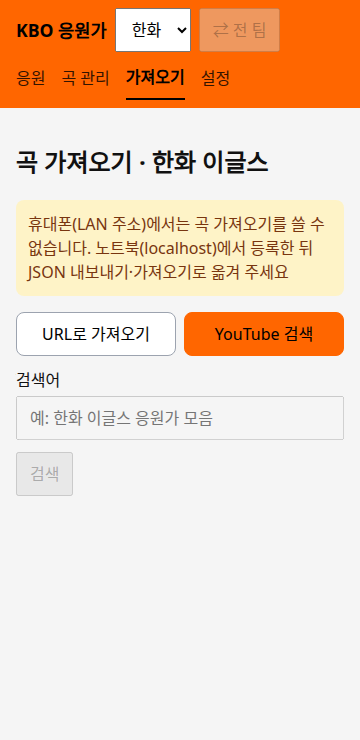 KBO 응원가
한화
⇄ 전 팀
응원 곡 관리 가져오기 설정
곡 가져오기 · 한화 이글스
휴대폰(LAN 주소)에서는 곡 가져오기를 쓸 수
없습니다. 노트북(localhost)에서 등록한 뒤
JSON 내보내기·가져오기로 옮겨 주세요
URL로 가져오기
YouTube 검색
검색어
예: 한화 이글스 응원가 모음
검색